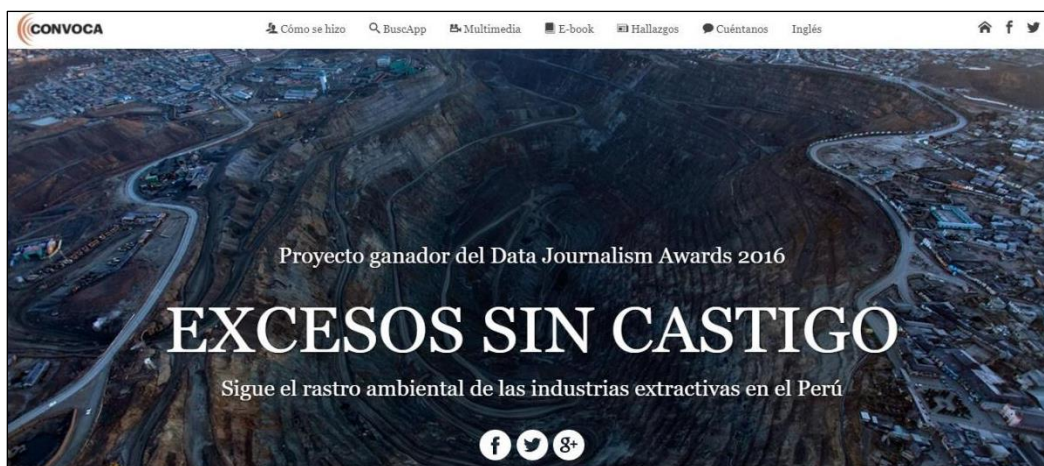 CONVOCA
Cómo se hizo BuscApp Multimedia E-book Hallazgos Cuéntanos Inglés
Proyecto ganador del Data Journalism Awards 2016
EXCESOS SIN CASTIGO
Sigue el rastro ambiental de las industrias extractivas en el Perú